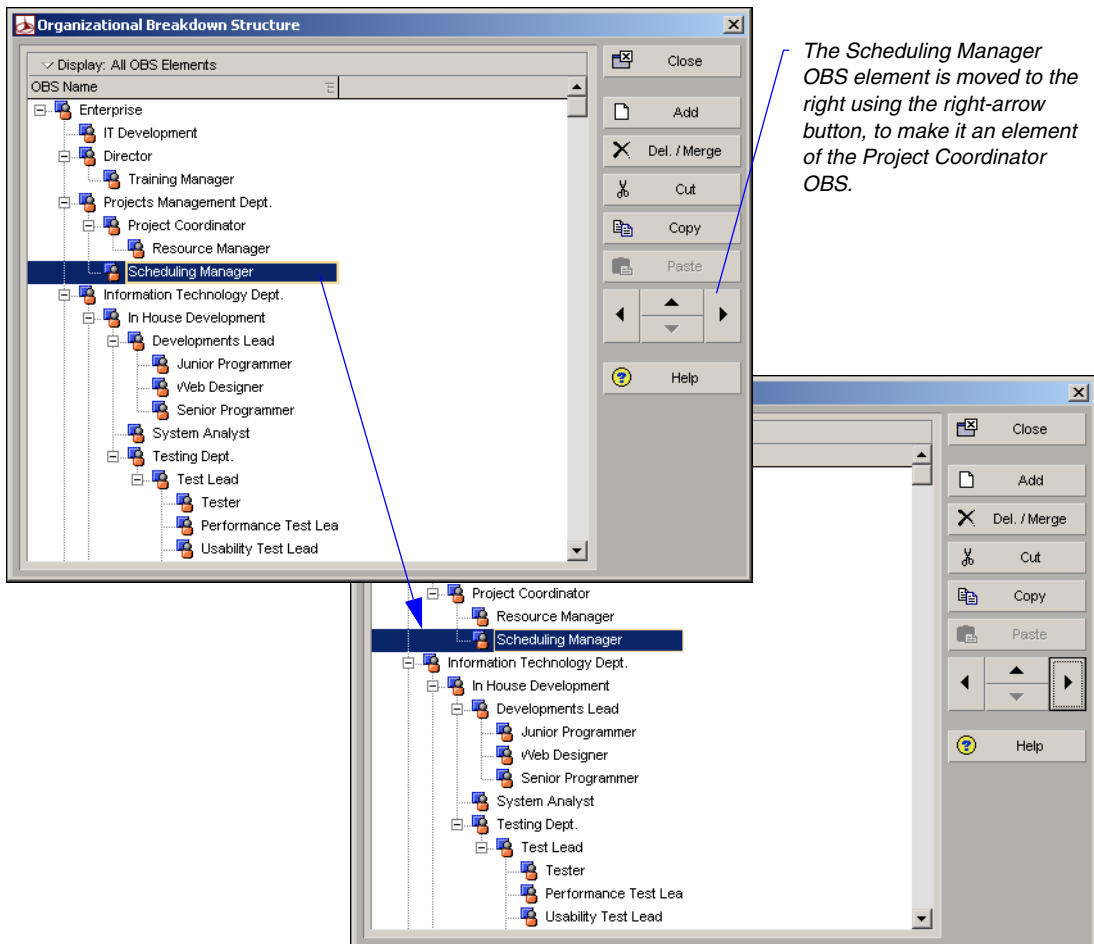 Organizational Breakdown Structure
Display: All OBS Elements
OBS Name
Enterprise
IT Development
Director
Training Manager
Projects Management Dept.
Project Coordinator
Resource Manager
Scheduling Manager
Information Technology Dept.
In House Development
Developments Lead
Junior Programmer
Web Designer
Senior Programmer
System Analyst
Testing Dept.
Test Lead
Tester
Performance Test Lea
Usability Test Lead
Close
Add
Del. / Merge
Cut
Copy
Paste
Help
The Scheduling Manager
OBS element is moved to the
right using the right-arrow
button, to make it an element
of the Project Coordinator
OBS.
Project Coordinator
Resource Manager
Scheduling Manager
Information Technology Dept.
In House Development
Developments Lead
Junior Programmer
Web Designer
Senior Programmer
System Analyst
Testing Dept.
Test Lead
Tester
Performance Test Lea
Usability Test Lead
Close
Add
Del. / Merge
Cut
Copy
Paste
Help